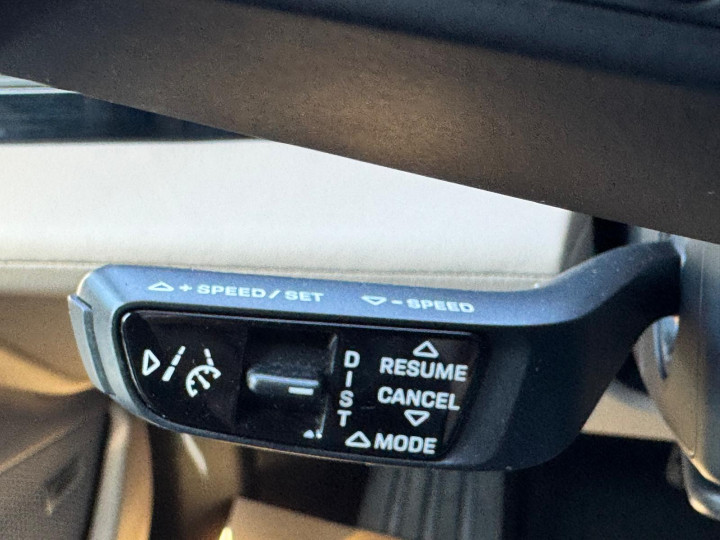 △ + SPEED / SET ▽ - SPEED
DIST
△
RESUME
CANCEL
▽
△ MODE